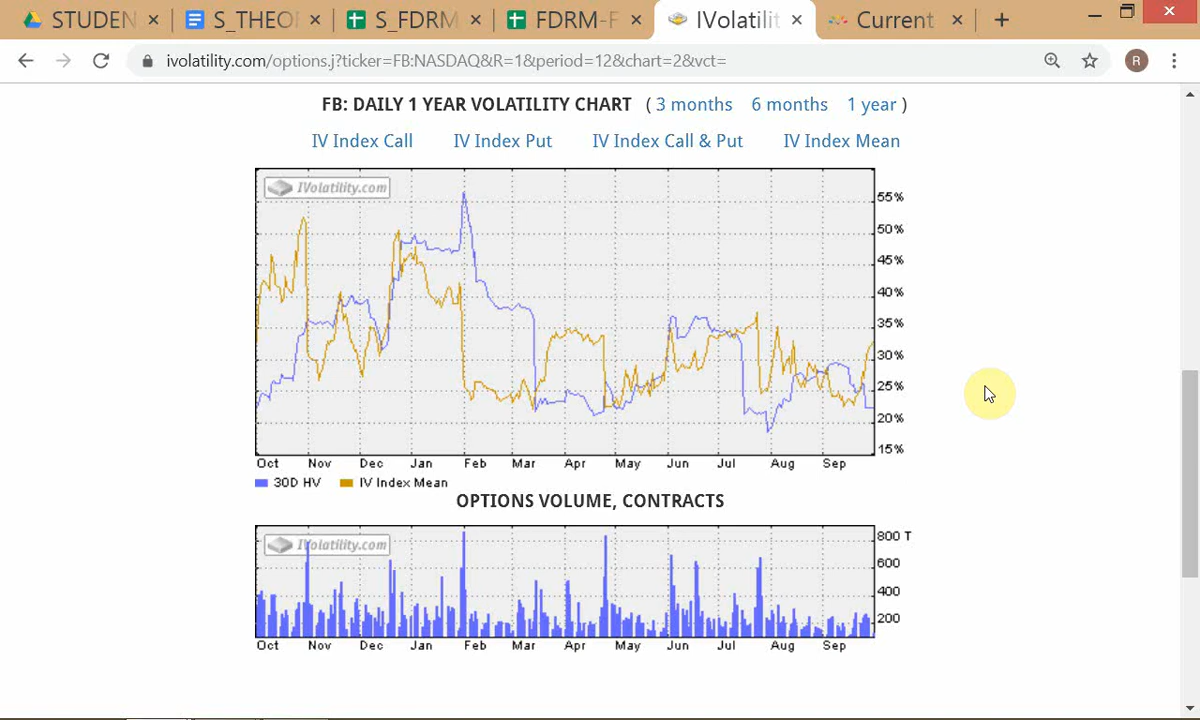 STUDEN × S_THEOI × S_FDRM × FDRM-F × IVolatilit × Current × +
ivolatility.com/options.j?ticker=FB:NASDAQ&R=1&period=12&chart=2&vct= R
FB: DAILY 1 YEAR VOLATILITY CHART ( 3 months 6 months 1 year )
IV Index Call IV Index Put IV Index Call & Put IV Index Mean
IVolatility.com
55%
50%
45%
40%
35%
30%
25%
20%
15%
Oct Nov Dec Jan Feb Mar Apr May Jun Jul Aug Sep
30D HV IV Index Mean
OPTIONS VOLUME, CONTRACTS
IVolatility.com
800 T
600
400
200
Oct Nov Dec Jan Feb Mar Apr May Jun Jul Aug Sep